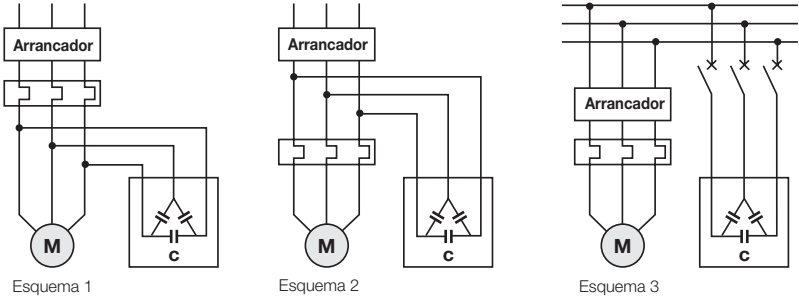 Arrancador
M
C
Esquema 1
Arrancador
M
C
Esquema 2
Arrancador
M
C
Esquema 3